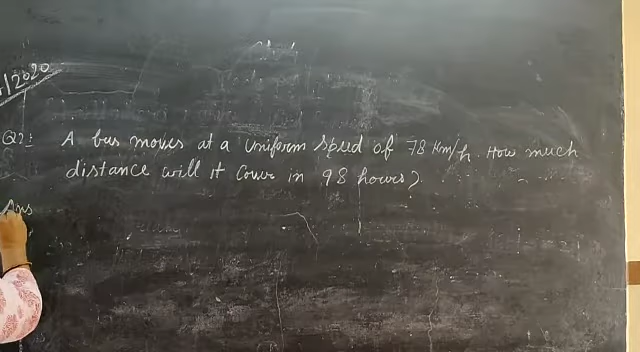 /2020
Q2: A bus moves at a uniform speed of 78 Km/h. How much
distance will it cover in 98 hours?
Ans